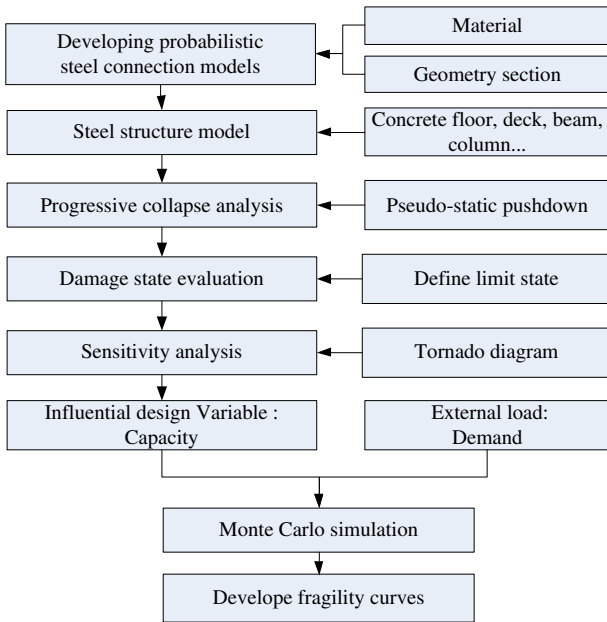 Developing probabilistic
steel connection models
Material
Geometry section
Steel structure model
Concrete floor, deck, beam,
column...
Progressive collapse analysis
Pseudo-static pushdown
Damage state evaluation
Define limit state
Sensitivity analysis
Tornado diagram
Influential design Variable :
Capacity
External load:
Demand
Monte Carlo simulation
Develope fragility curves